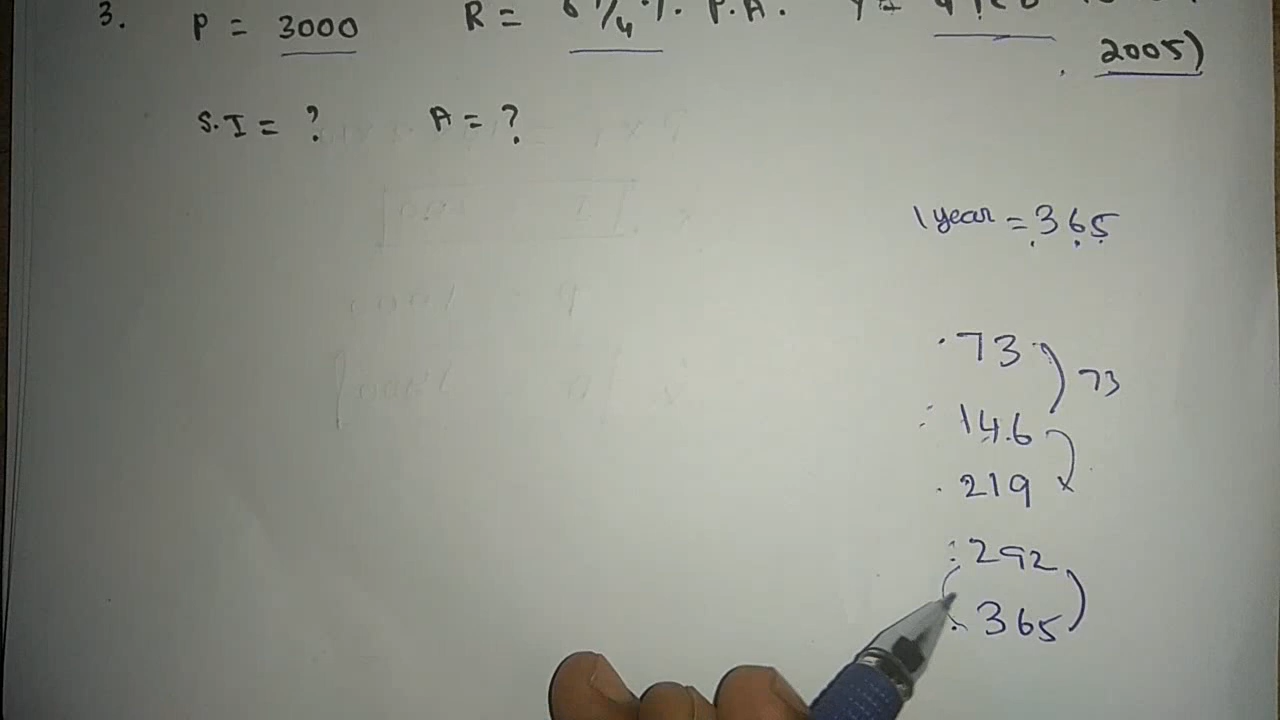 3. P = 3000 R = 6 1/4 % P.A.
2005)
S.I = ? A = ?
1 year = 365
73
73
146
219
292
365